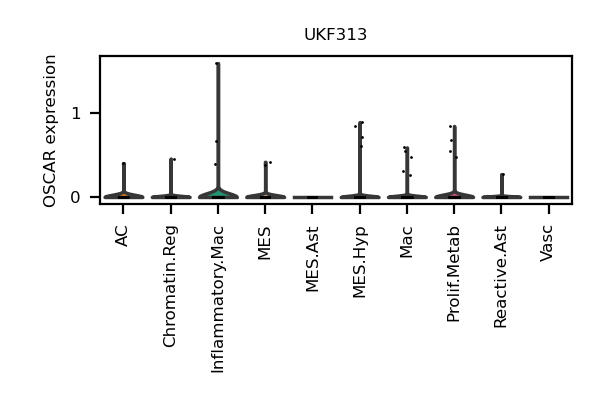 UKF313
OSCAR expression
1
0
AC
Chromatin.Reg
Inflammatory.Mac
MES
MES.Ast
MES.Hyp
Mac
Prolif.Metab
Reactive.Ast
Vasc